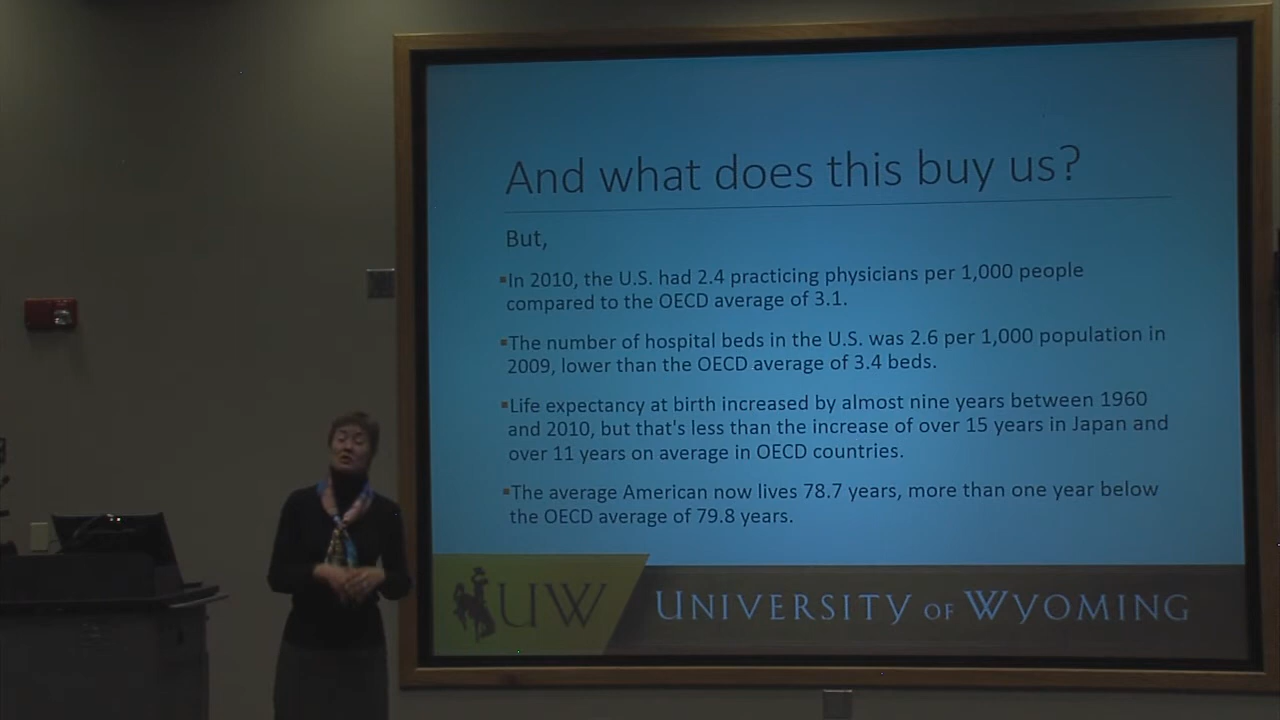 And what does this buy us?
But,
▪In 2010, the U.S. had 2.4 practicing physicians per 1,000 people
compared to the OECD average of 3.1.
▪The number of hospital beds in the U.S. was 2.6 per 1,000 population in
2009, lower than the OECD average of 3.4 beds.
▪Life expectancy at birth increased by almost nine years between 1960
and 2010, but that's less than the increase of over 15 years in Japan and
over 11 years on average in OECD countries.
▪The average American now lives 78.7 years, more than one year below
the OECD average of 79.8 years.
UW UNIVERSITY OF WYOMING